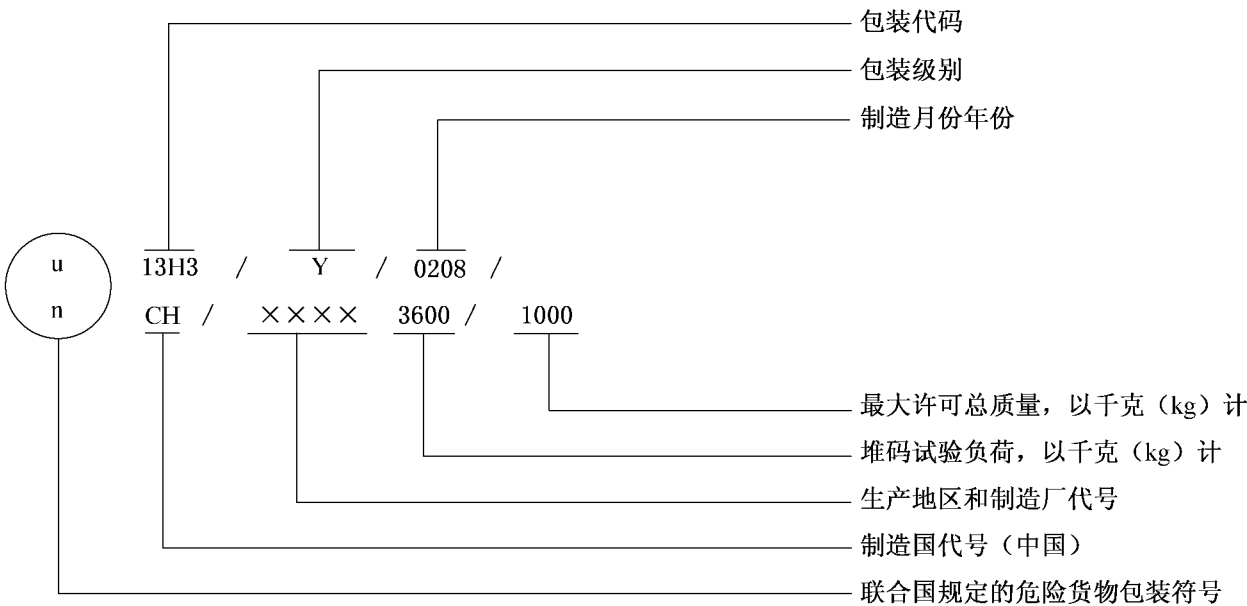 包装代码
包装级别
制造月份年份
u
n
13H3 / Y / 0208 /
CH / ×××× 3600 / 1000
最大许可总质量，以千克（kg）计
堆码试验负荷，以千克（kg）计
生产地区和制造厂代号
制造国代号（中国）
联合国规定的危险货物包装符号